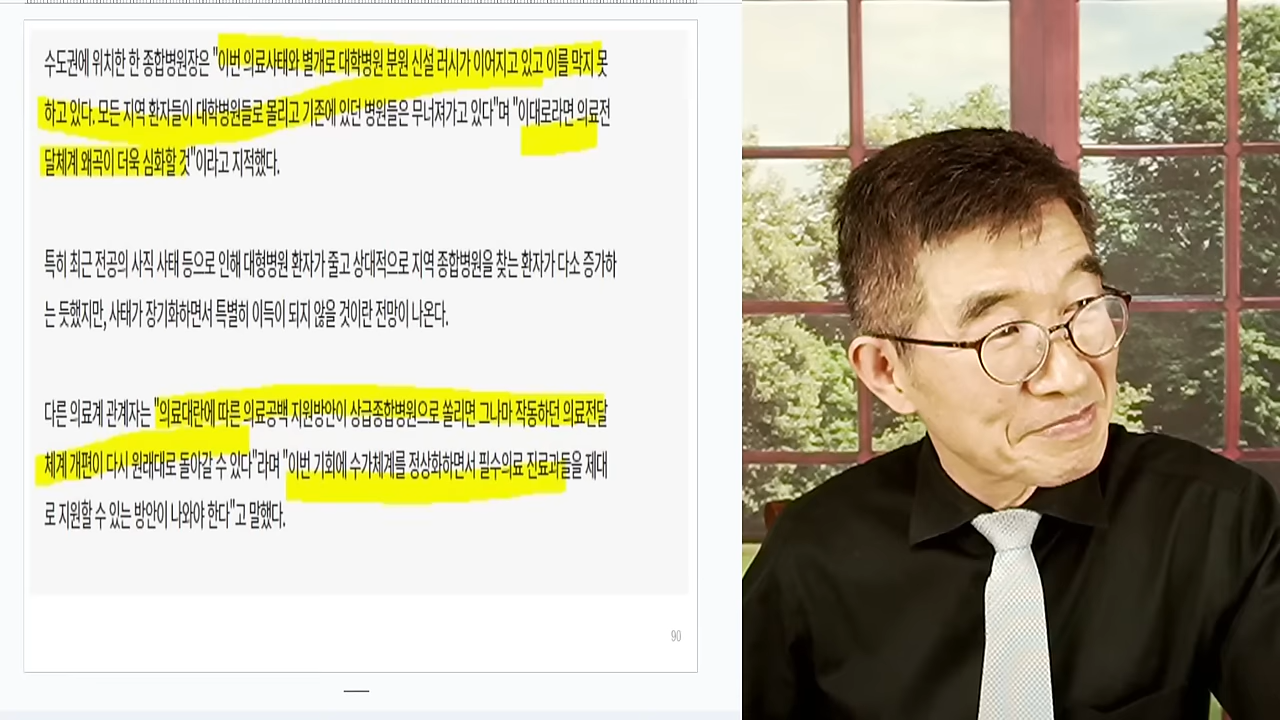 수도권에 위치한 한 종합병원장은 "이번 의료사태와 별개로 대학병원 분원 신설 러시가 이어지고 있고 이를 막지 못
하고 있다. 모든 지역 환자들이 대학병원들로 몰리고 기존에 있던 병원들은 무너져가고 있다"며 "이대로라면 의료전
달체계 왜곡이 더욱 심화할 것"이라고 지적했다.
특히 최근 전공의 사직 사태 등으로 인해 대형병원 환자가 줄고 상대적으로 지역 종합병원을 찾는 환자가 다소 증가하
는 듯했지만, 사태가 장기화하면서 특별히 이득이 되지 않을 것이란 전망이 나온다.
다른 의료계 관계자는 "의료대란에 따른 의료공백 지원방안이 상급종합병원으로 쏠리면 그나마 작동하던 의료전달
체계 개편이 다시 원래대로 돌아갈 수 있다"라며 "이번 기회에 수가체계를 정상화하면서 필수의료 진료과들을 제대
로 지원할 수 있는 방안이 나와야 한다"고 말했다.
90